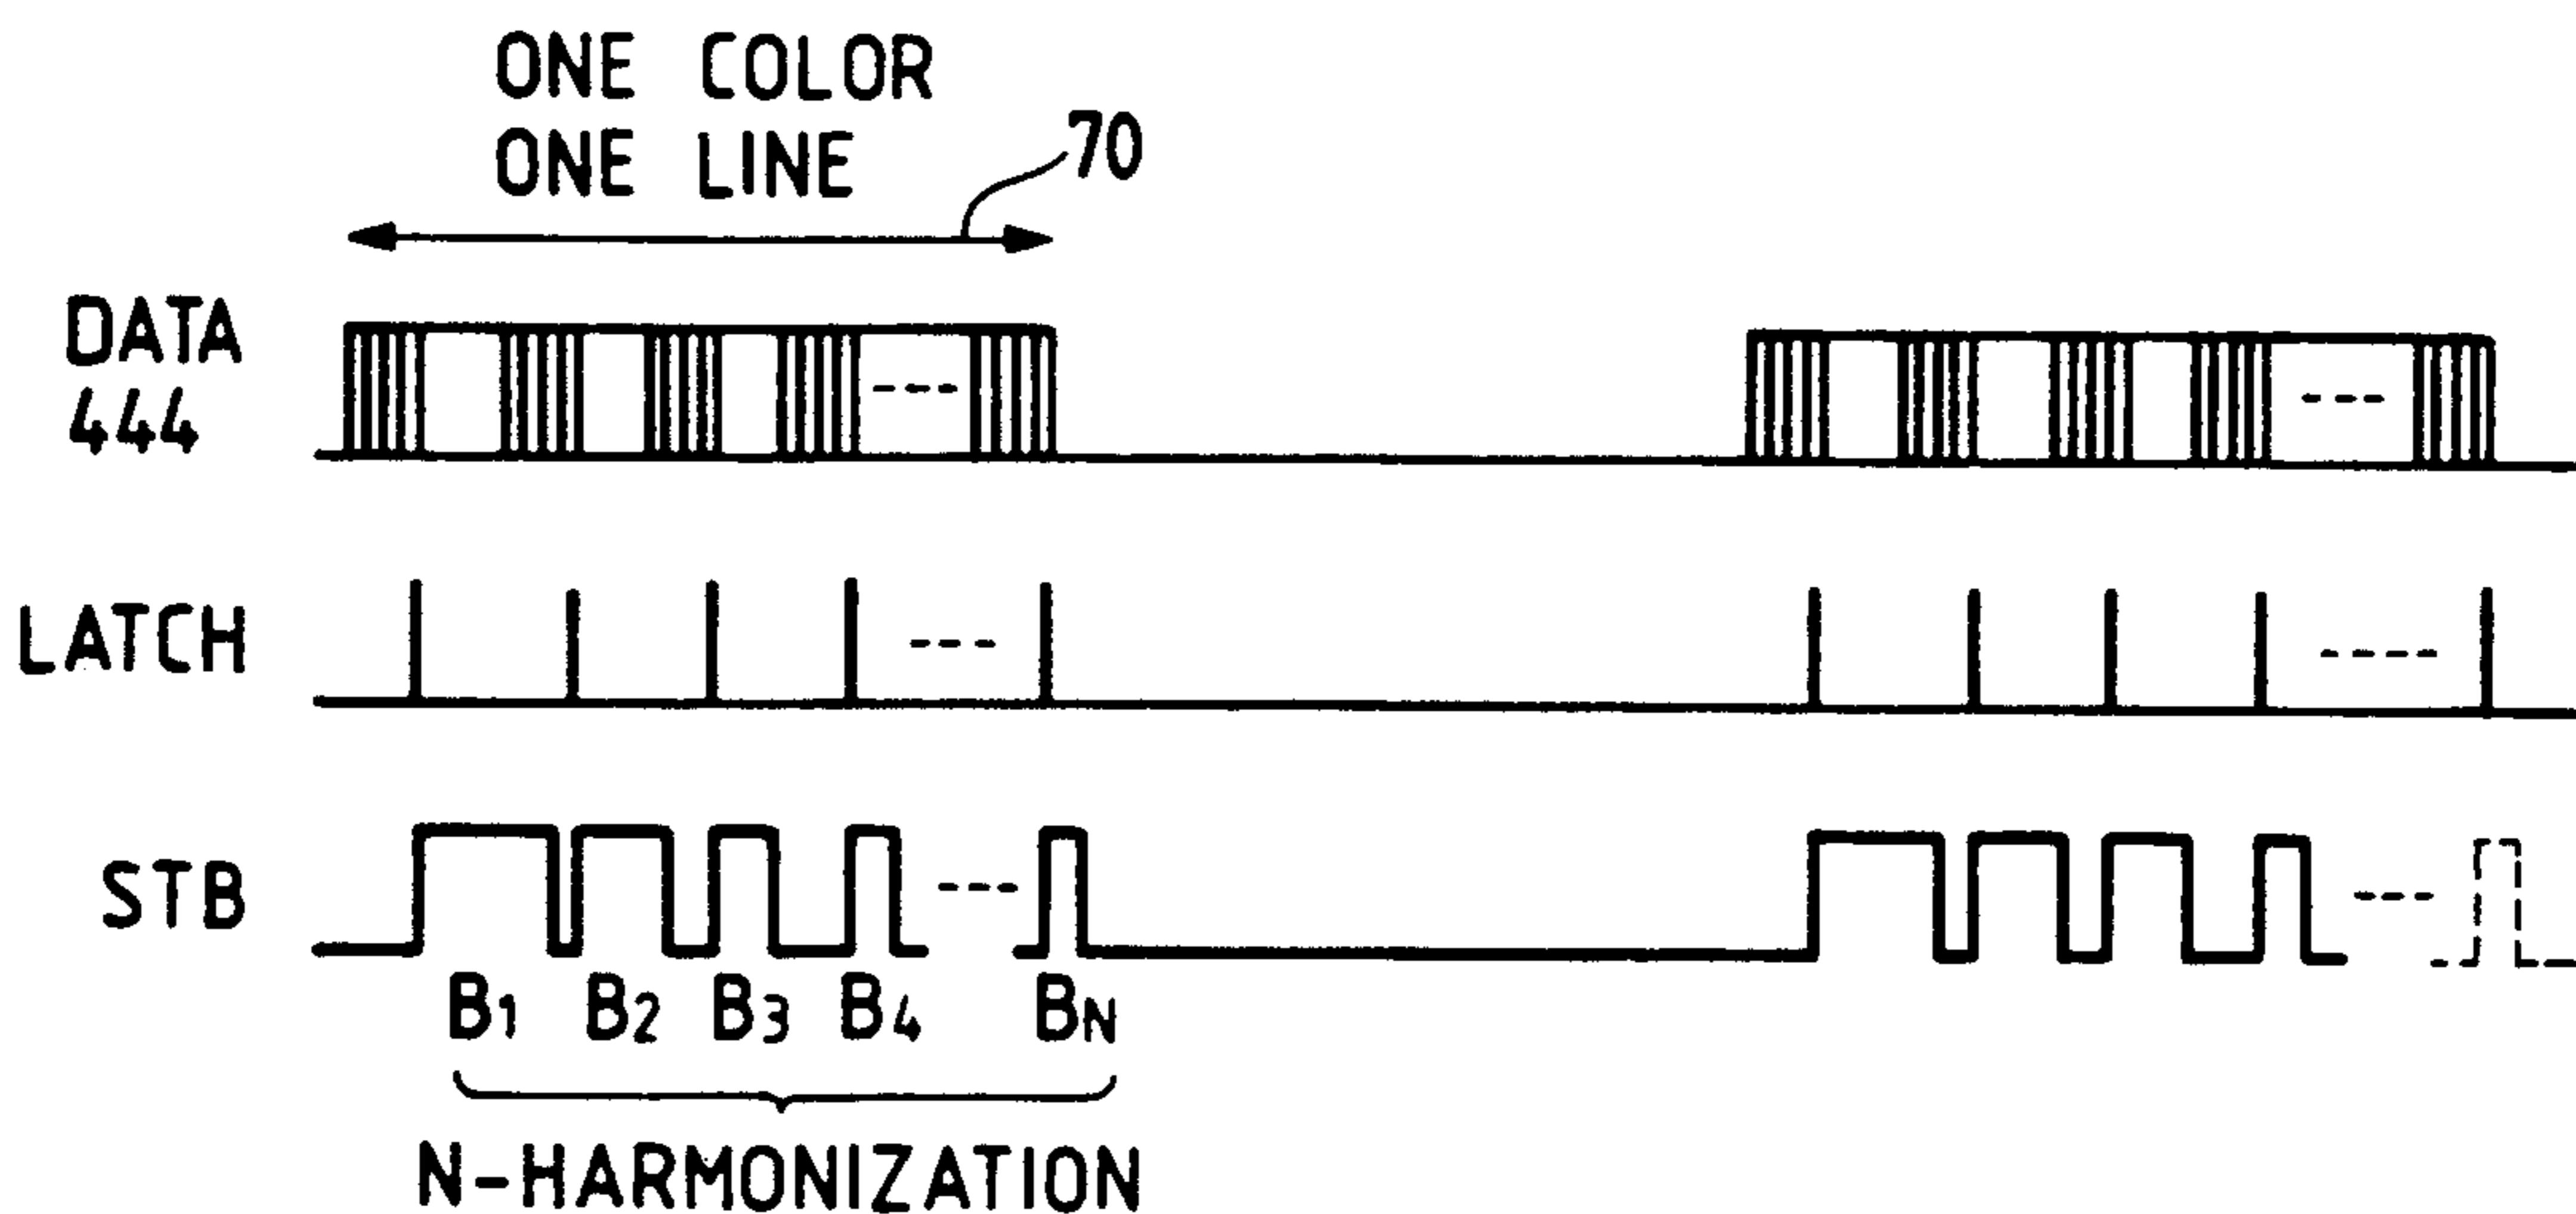 ONE COLOR
ONE LINE
70
DATA
444
LATCH
STB
B1 B2 B3 B4 BN
N-HARMONIZATION